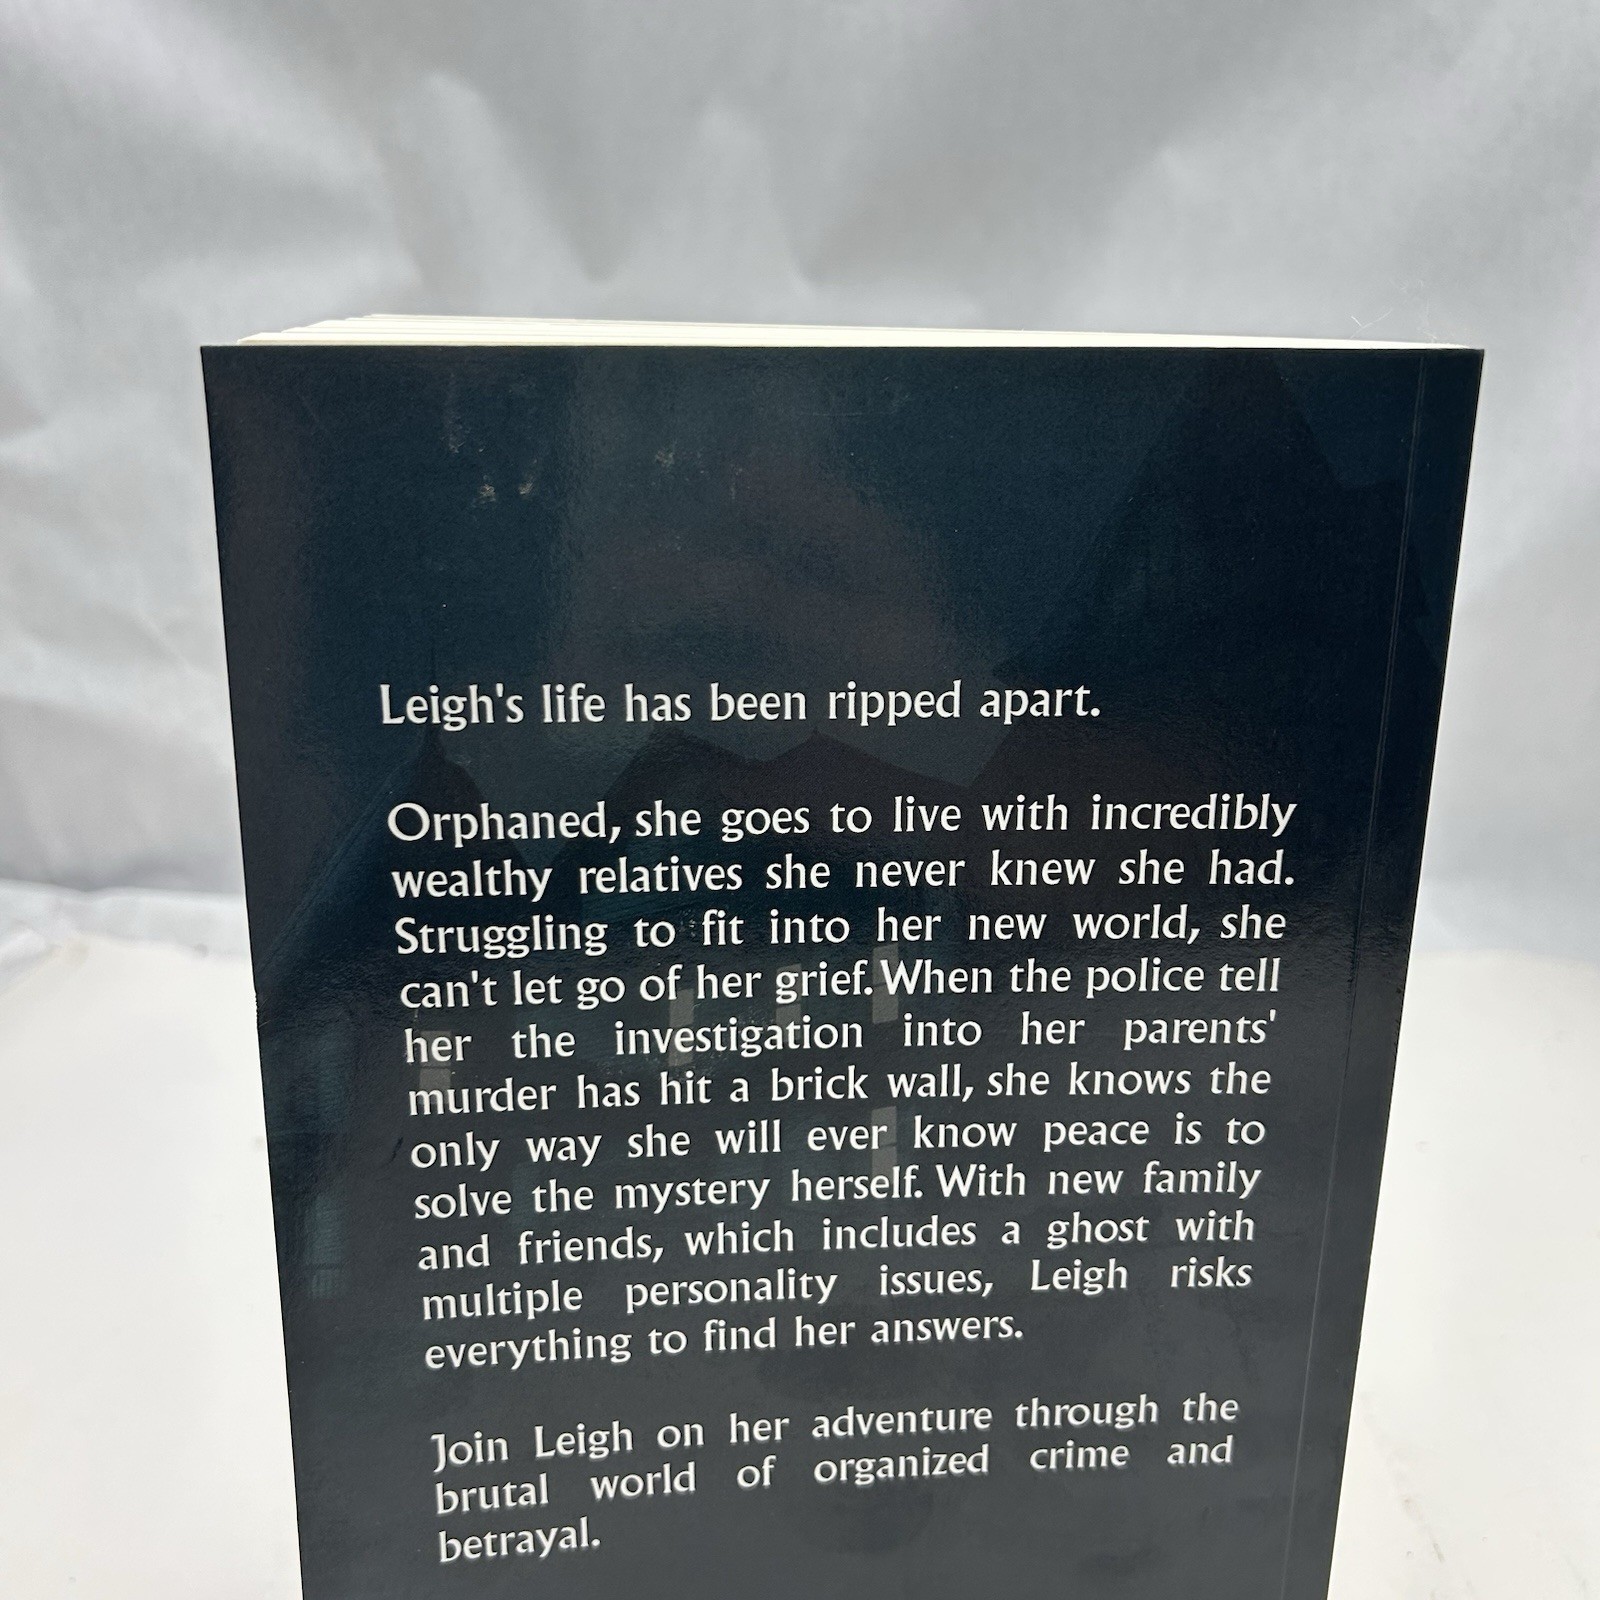 Leigh's life has been ripped apart.
Orphaned, she goes to live with incredibly
wealthy relatives she never knew she had.
Struggling to fit into her new world, she
can't let go of her grief. When the police tell
her the investigation into her parents'
murder has hit a brick wall, she knows the
only way she will ever know peace is to
solve the mystery herself. With new family
and friends, which includes a ghost with
multiple personality issues, Leigh risks
everything to find her answers.
Join Leigh on her adventure through the
brutal world of organized crime and
betrayal.